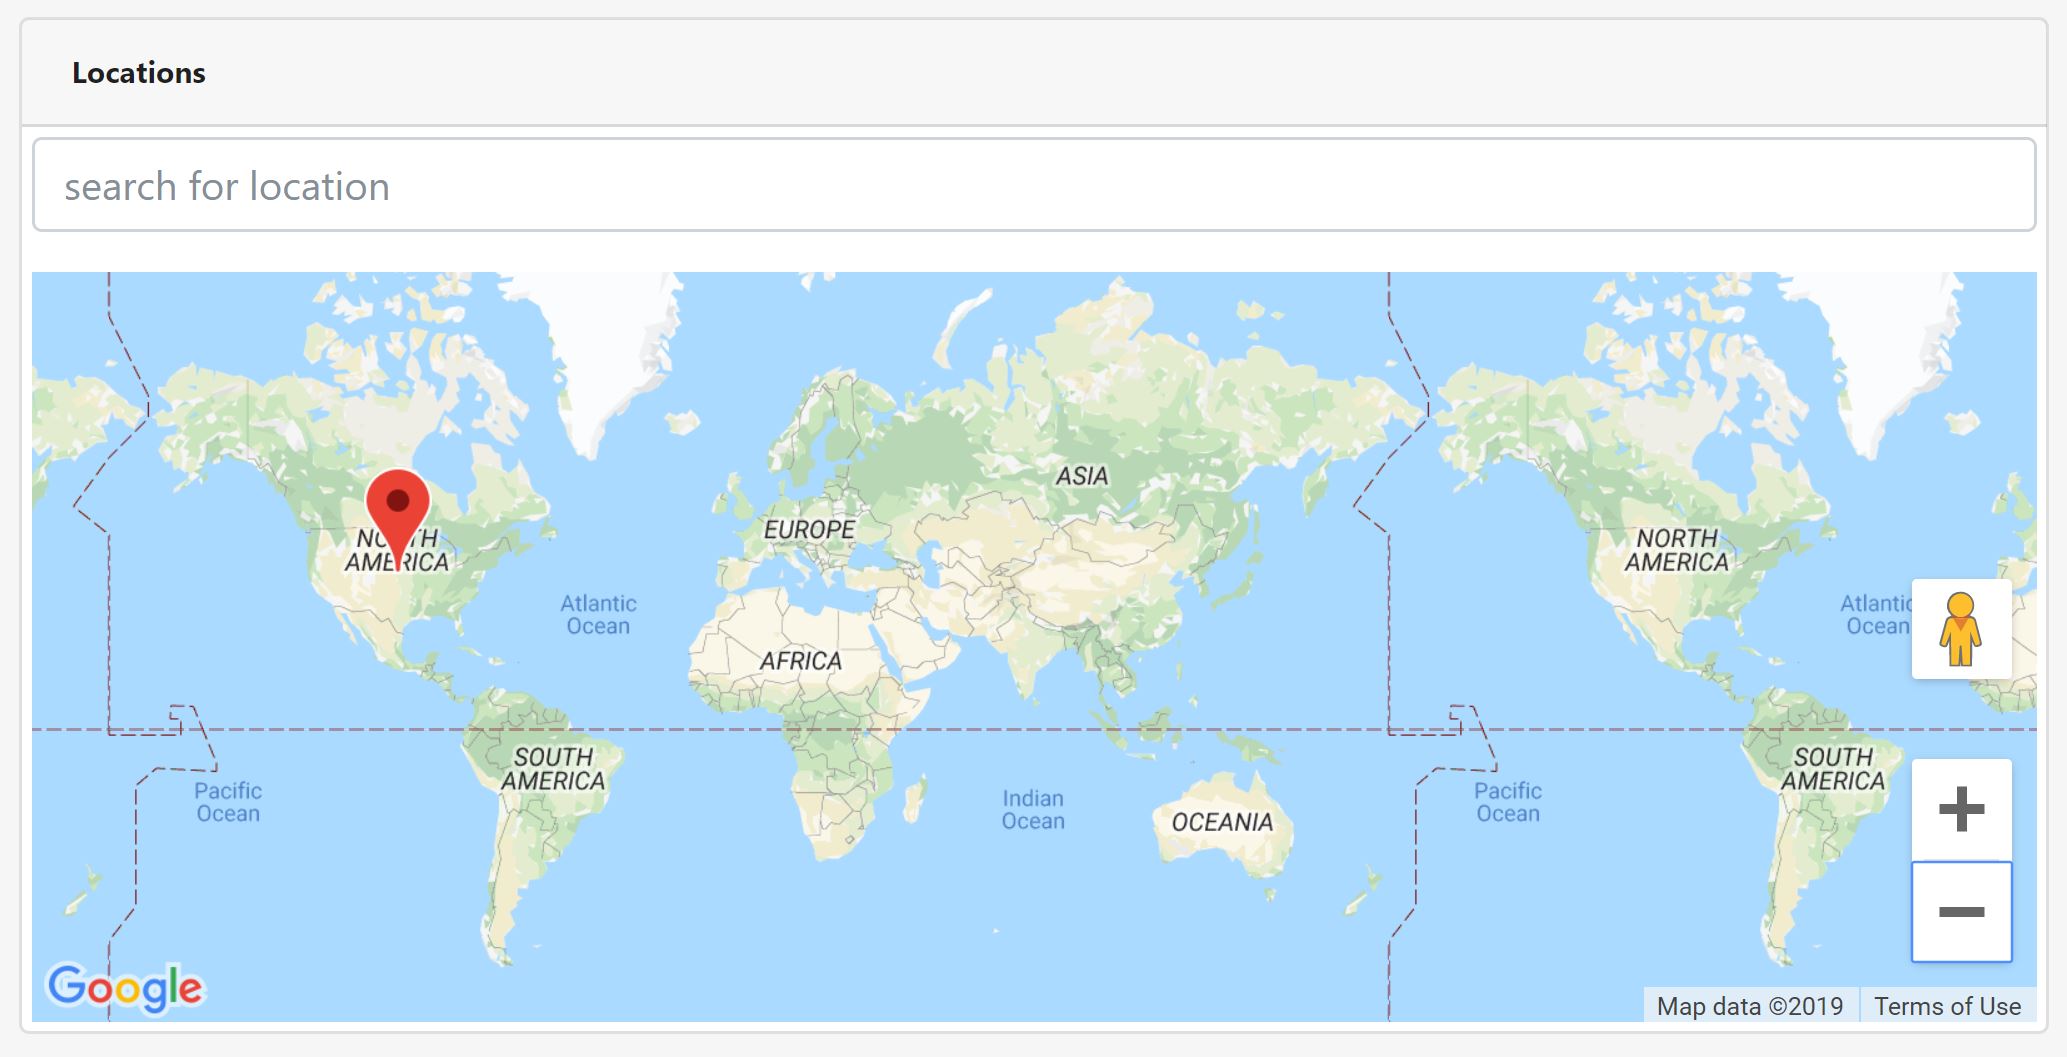 Locations
search for location
ASIA
EUROPE
NORTH
AMERICA
NORTH
AMERICA
Atlantic
Ocean
Atlantic
Ocean
AFRICA
SOUTH
AMERICA
SOUTH
AMERICA
Pacific
Ocean
Indian
Ocean
Pacific
Ocean
OCEANIA
Google
Map data ©2019
Terms of Use